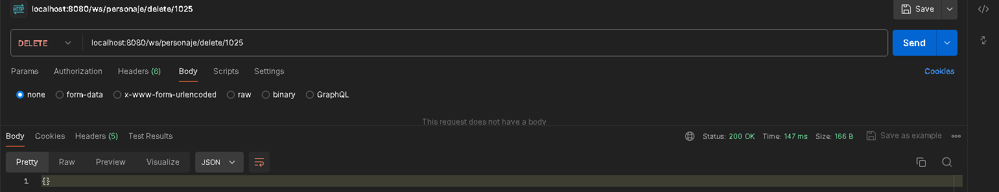 HTTP localhost:8080/ws/personaje/delete/1025 Save
DELETE localhost:8080/ws/personaje/delete/1025 Send
Params Authorization Headers (6) Body Scripts Settings Cookies
none form-data x-www-form-urlencoded raw binary GraphQL
This request does not have a body
Body Cookies Headers (5) Test Results Status: 200 OK Time: 147 ms Size: 166 B Save as example
Pretty Raw Preview Visualize JSON
1 {}